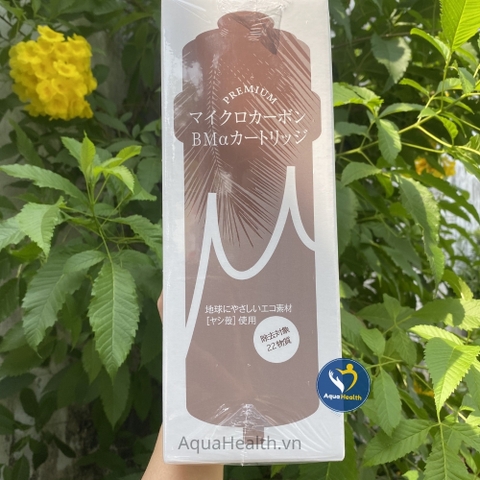 PREMIUM
マイクロカーボン
BMαカートリッジ
地球にやさしいエコ素材
[ヤシ殻]使用
除去対象
22物質
AquaHealth
AquaHealth.vn